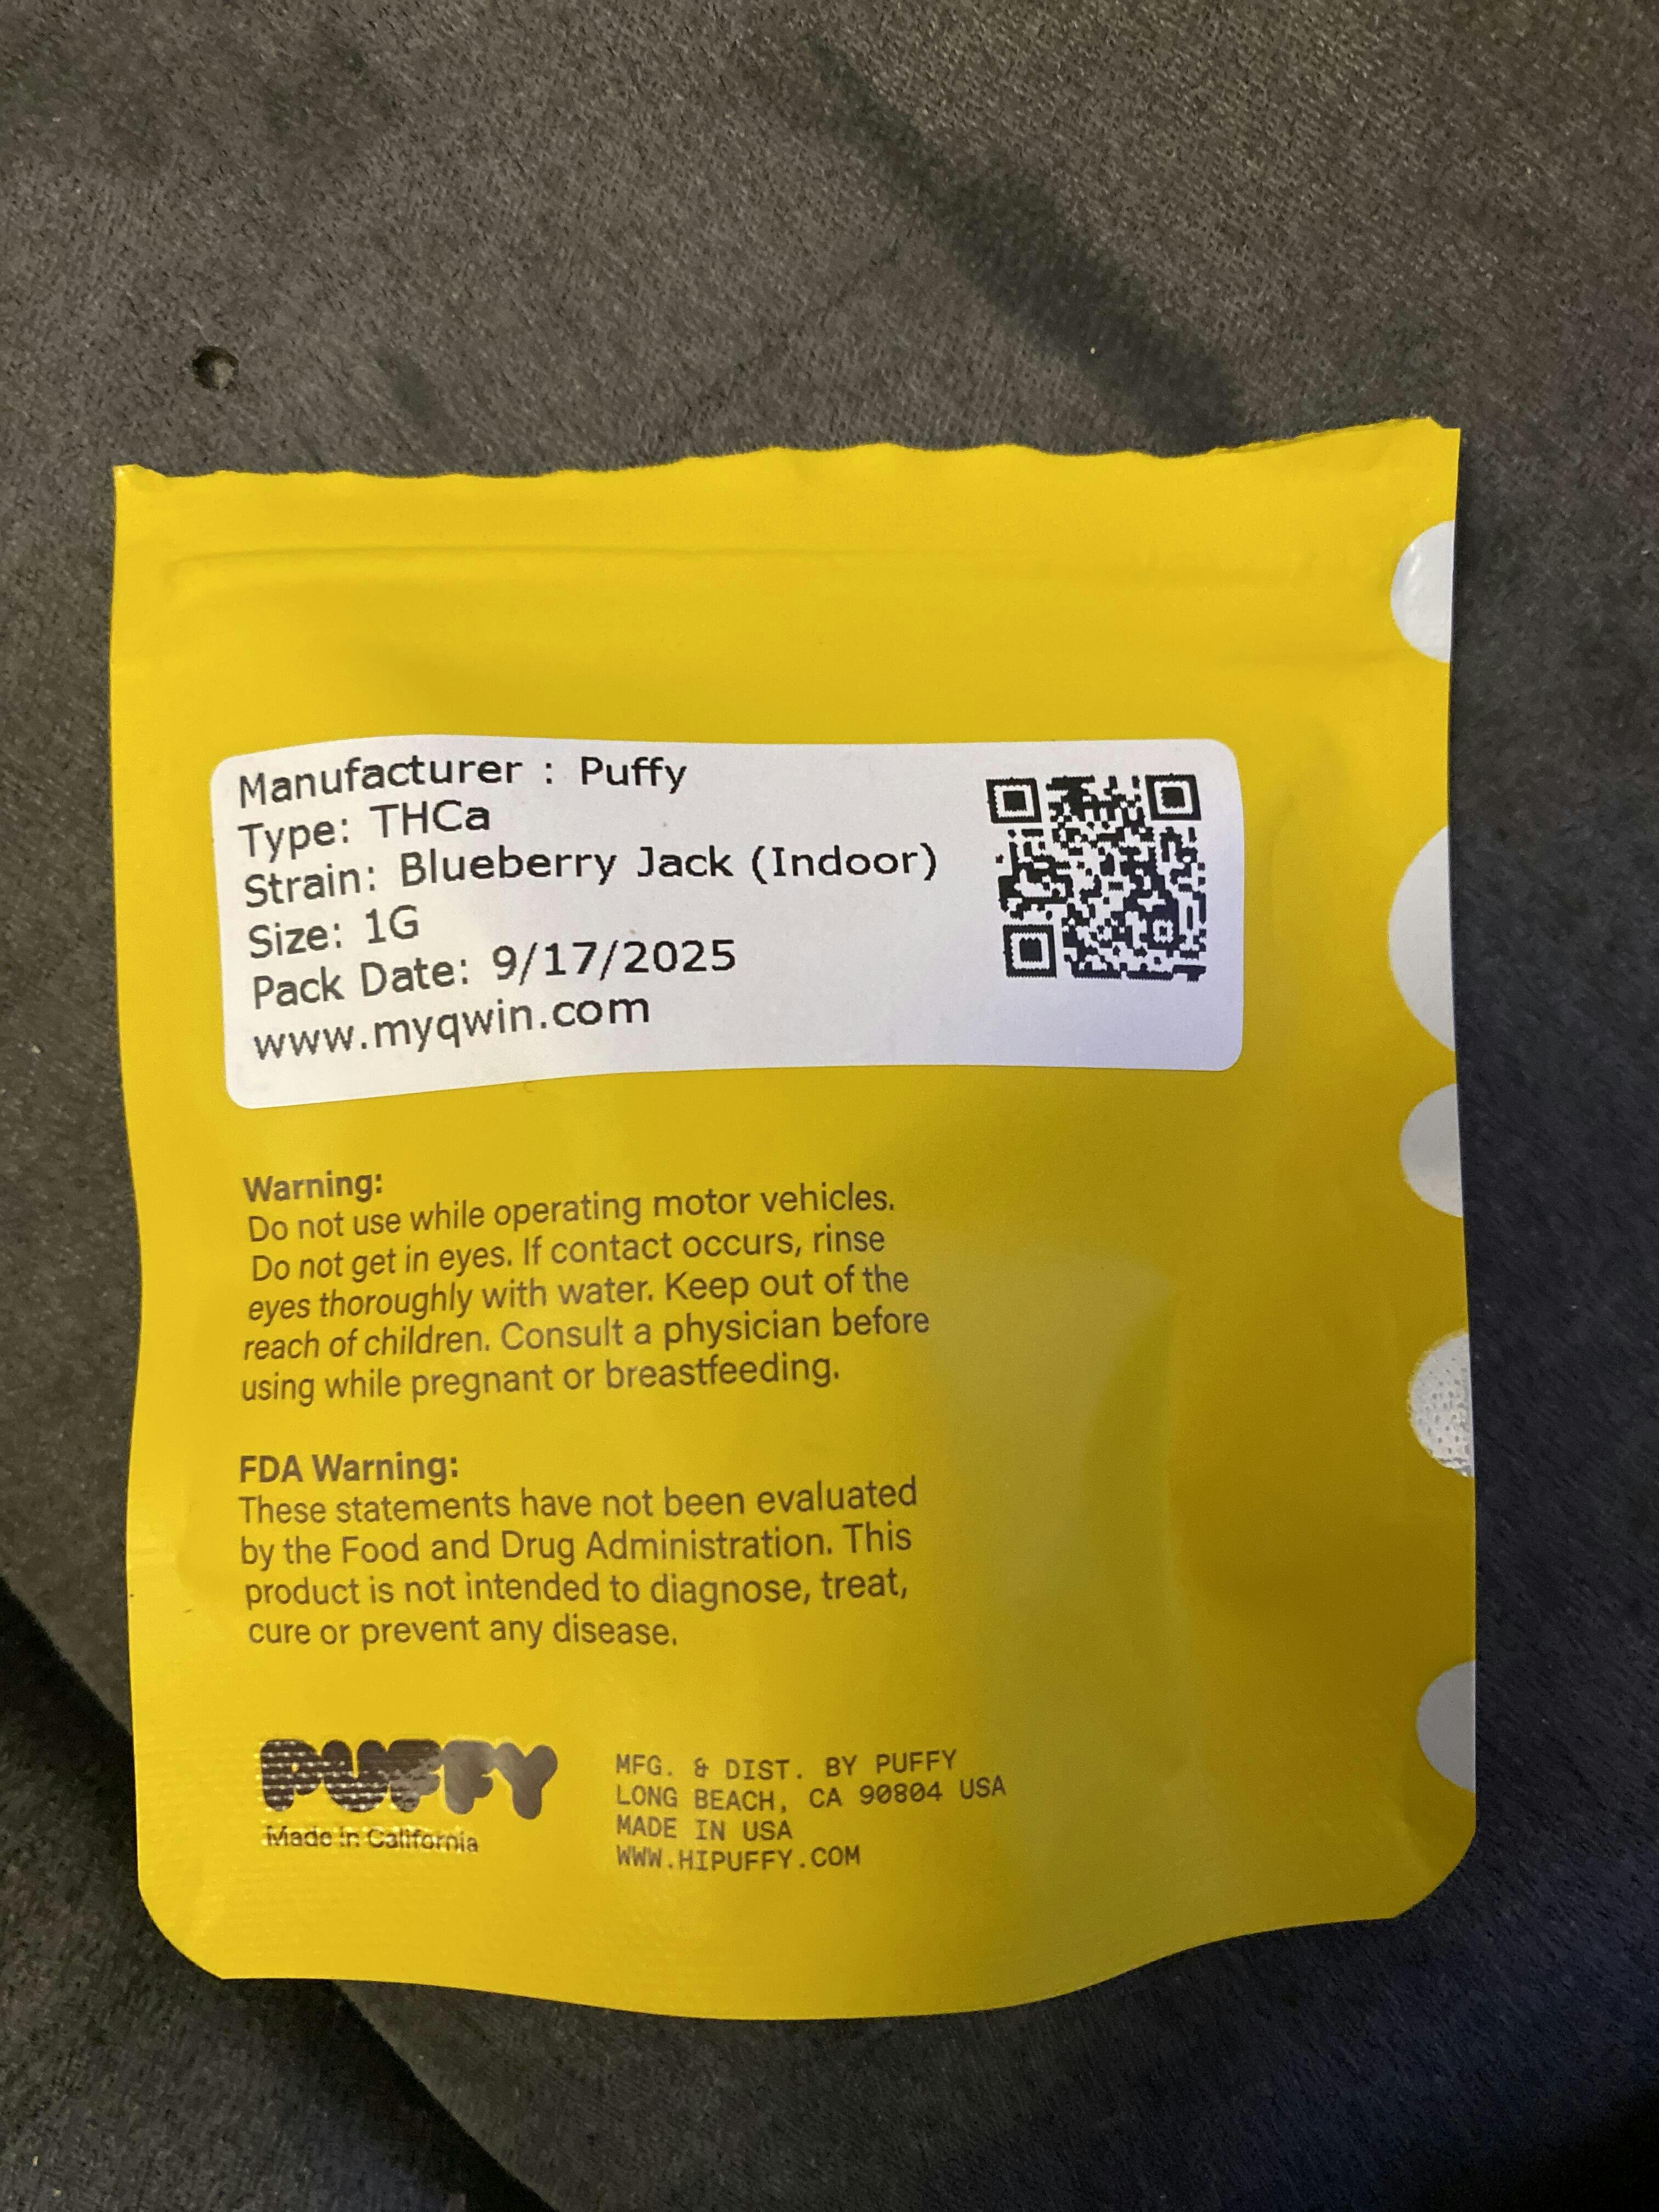 Manufacturer : Puffy
Type: THCa
Strain: Blueberry Jack (Indoor)
Size: 1G
Pack Date: 9/17/2025
www.myqwin.com
Warning:
Do not use while operating motor vehicles.
Do not get in eyes. If contact occurs, rinse
eyes thoroughly with water. Keep out of the
reach of children. Consult a physician before
using while pregnant or breastfeeding.
FDA Warning:
These statements have not been evaluated
by the Food and Drug Administration. This
product is not intended to diagnose, treat,
cure or prevent any disease.
PUFFY
Made in California
MFG. & DIST. BY PUFFY
LONG BEACH, CA 90804 USA
MADE IN USA
WWW.HIPUFFY.COM